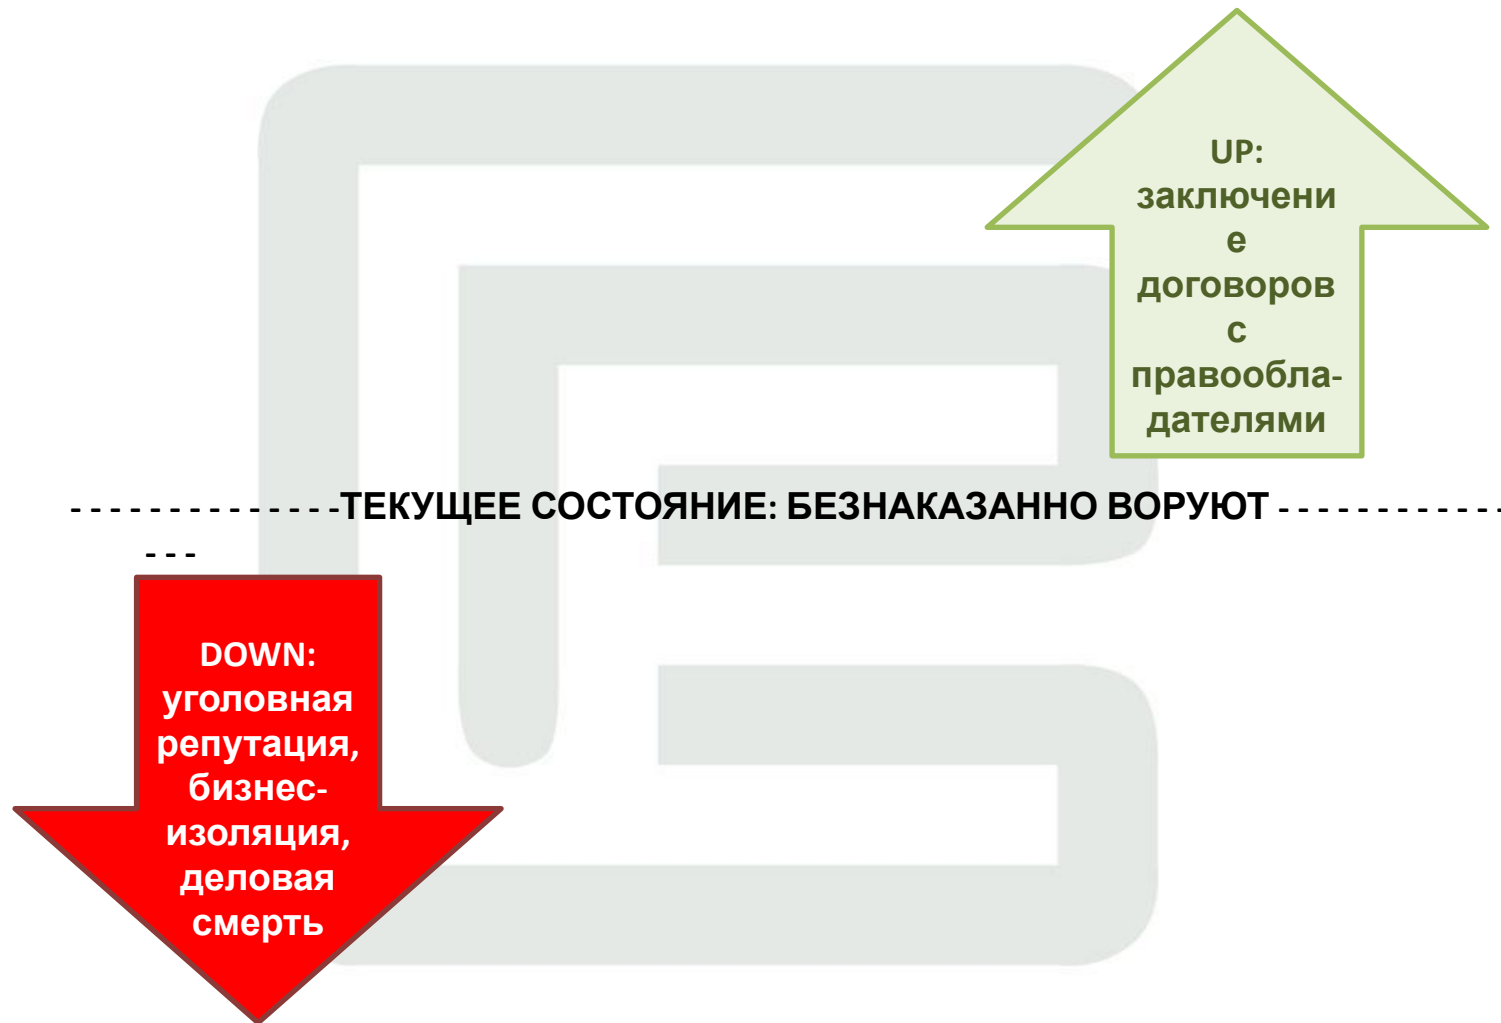 UP:
заключени
е
договоров
с
правообла-
дателями
- - - - - - - - - - - - - -ТЕКУЩЕЕ СОСТОЯНИЕ: БЕЗНАКАЗАННО ВОРУЮТ - - - - - - - - - - - -
- - -
DOWN:
уголовная
репутация,
бизнес-
изоляция,
деловая
смерть